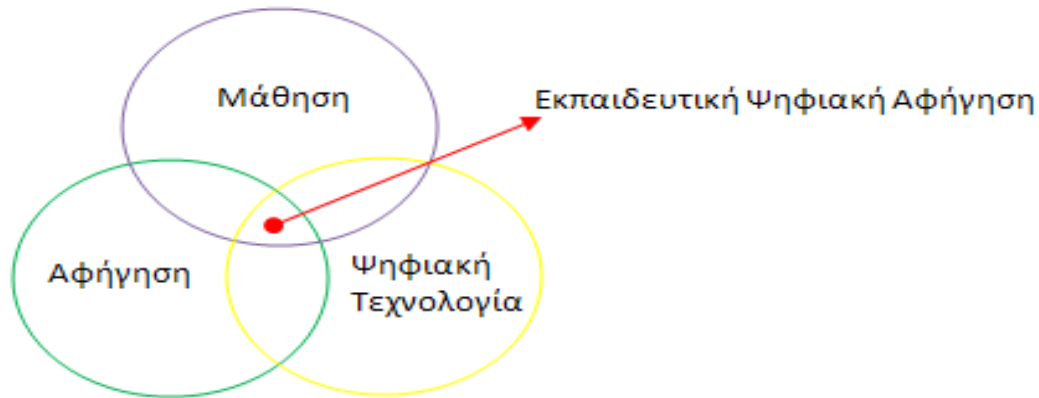 Μάθηση
Εκπαιδευτική Ψηφιακή Αφήγηση
Αφήγηση
Ψηφιακή
Τεχνολογία